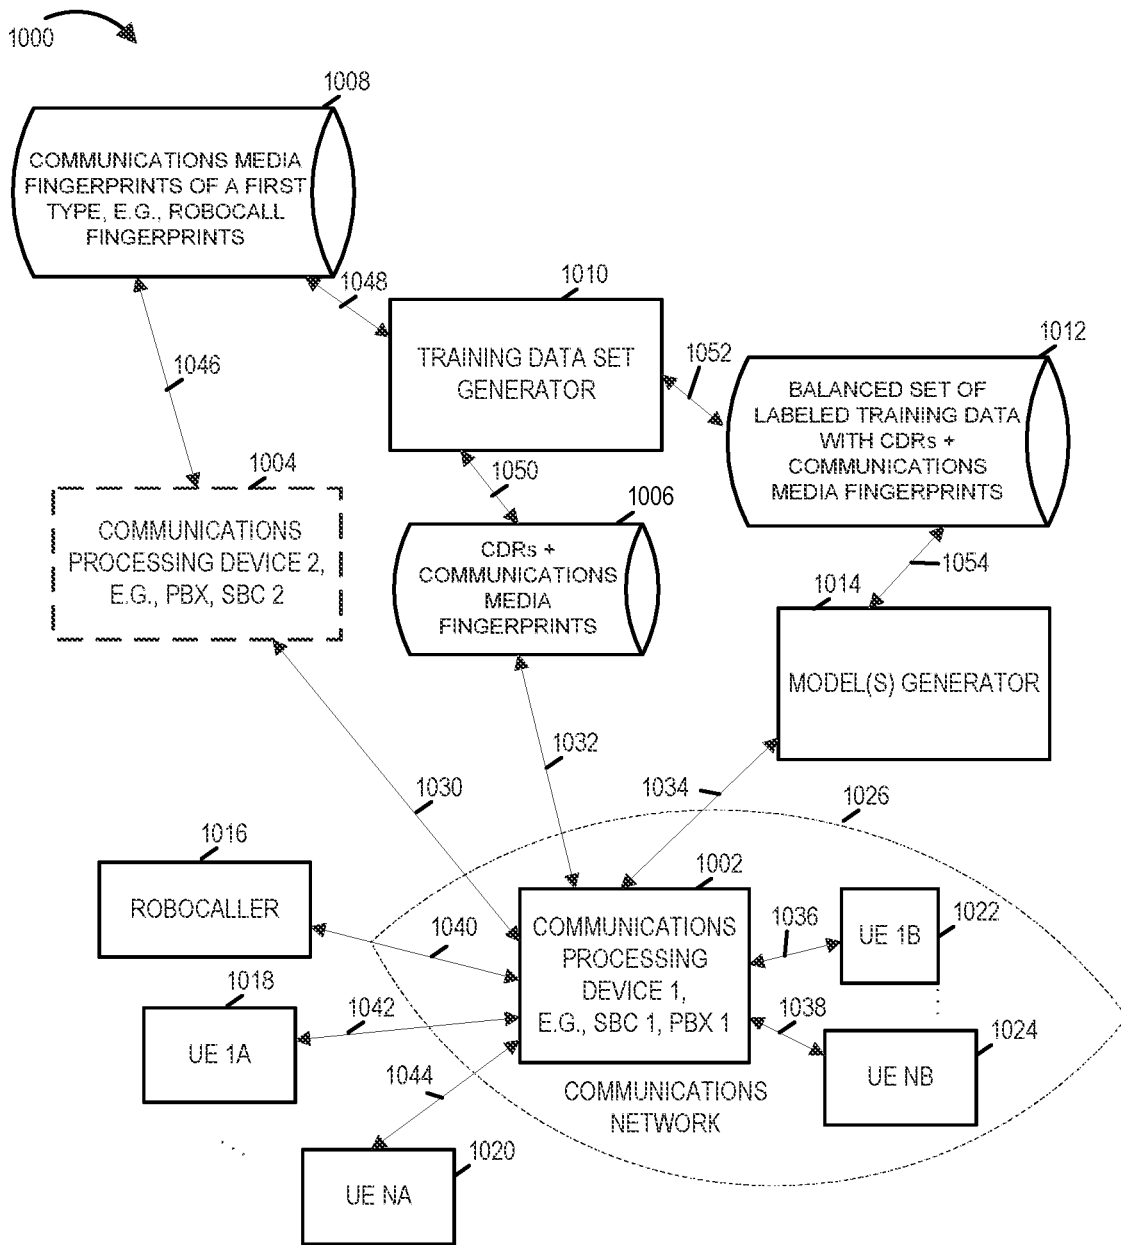 1000
1008
COMMUNICATIONS MEDIA
FINGERPRINTS OF A FIRST
TYPE, E.G., ROBOCALL
FINGERPRINTS
1048
1010
TRAINING DATA SET
GENERATOR
1052
1012
BALANCED SET OF
LABELED TRAINING DATA
WITH CDRs +
COMMUNICATIONS
MEDIA FINGERPRINTS
1046
1004
COMMUNICATIONS
PROCESSING DEVICE 2,
E.G., PBX, SBC 2
1050
1006
CDRs +
COMMUNICATIONS
MEDIA
FINGERPRINTS
1054
1014
MODEL(S) GENERATOR
1032
1030
1034
1026
1016
ROBOCALLER
1040
1002
COMMUNICATIONS
PROCESSING
DEVICE 1,
E.G., SBC 1, PBX 1
1036
1022
UE 1B
. . .
1018
UE 1A
1042
1038
1024
UE NB
1044
COMMUNICATIONS
NETWORK
. . .
1020
UE NA